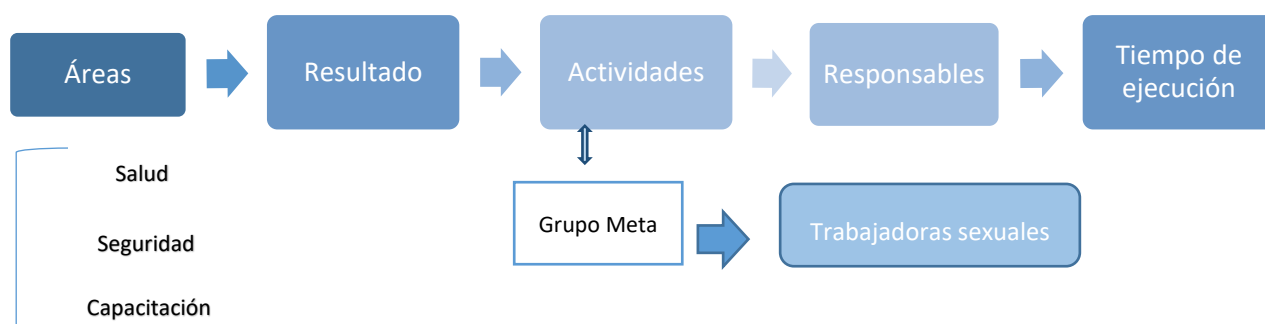 Áreas
Resultado
Actividades
Responsables
Tiempo de
ejecución
Salud
Grupo Meta
Trabajadoras sexuales
Seguridad
Capacitación